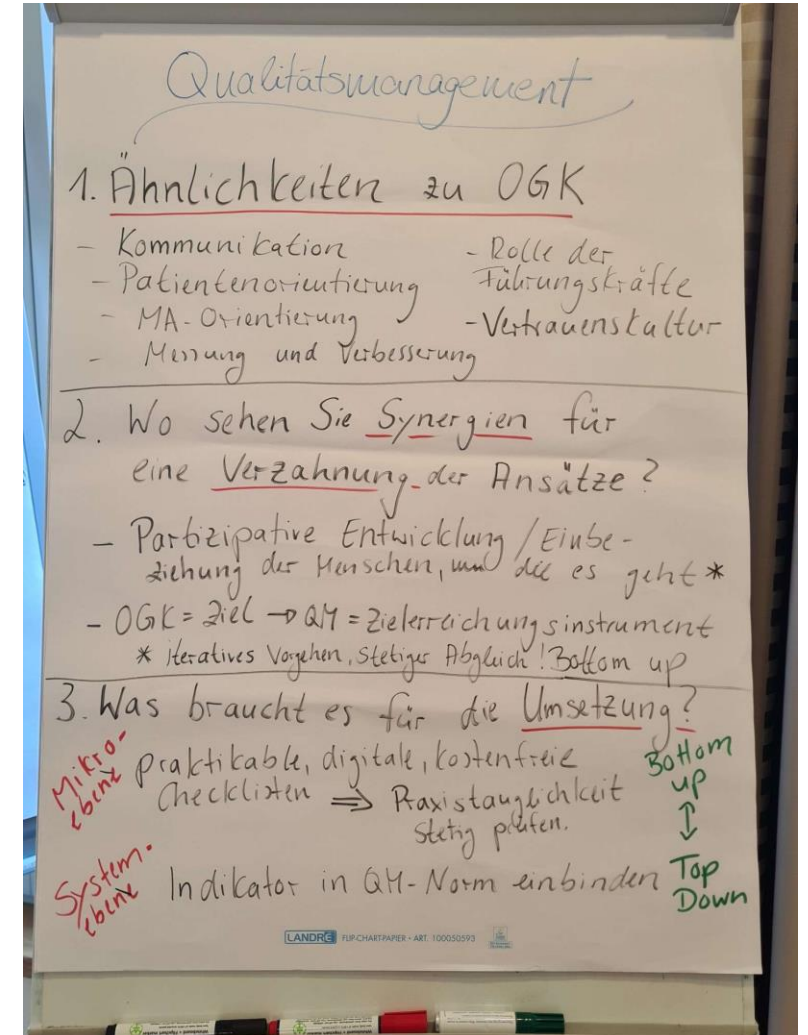 Qualitätsmanagement
1. Ähnlichkeiten zu OGK
- Kommunikation
- Patientenorientierung
- MA-Orientierung
- Messung und Verbesserung
- Rolle der
Führungskräfte
- Vertrauenskultur
2. Wo sehen Sie Synergien für
eine Verzahnung der Ansätze?
- Partizipative Entwicklung / Einbe-
ziehung der Menschen, um die es geht *
- OGK = Ziel → QM = Zielerreichungsinstrument
* iteratives Vorgehen, stetiger Abgleich! Bottom up
3. Was braucht es für die Umsetzung?
Mikro-
ebene
praktikable, digitale, kostenfreie
Checklisten ⇒ Praxistauglichkeit
stetig prüfen.
Bottom
up
↕
Top
Down
System-
ebene
Indikator in QM-Norm einbinden
LANDRÉ FLIP-CHART-PAPIER • ART. 100050593